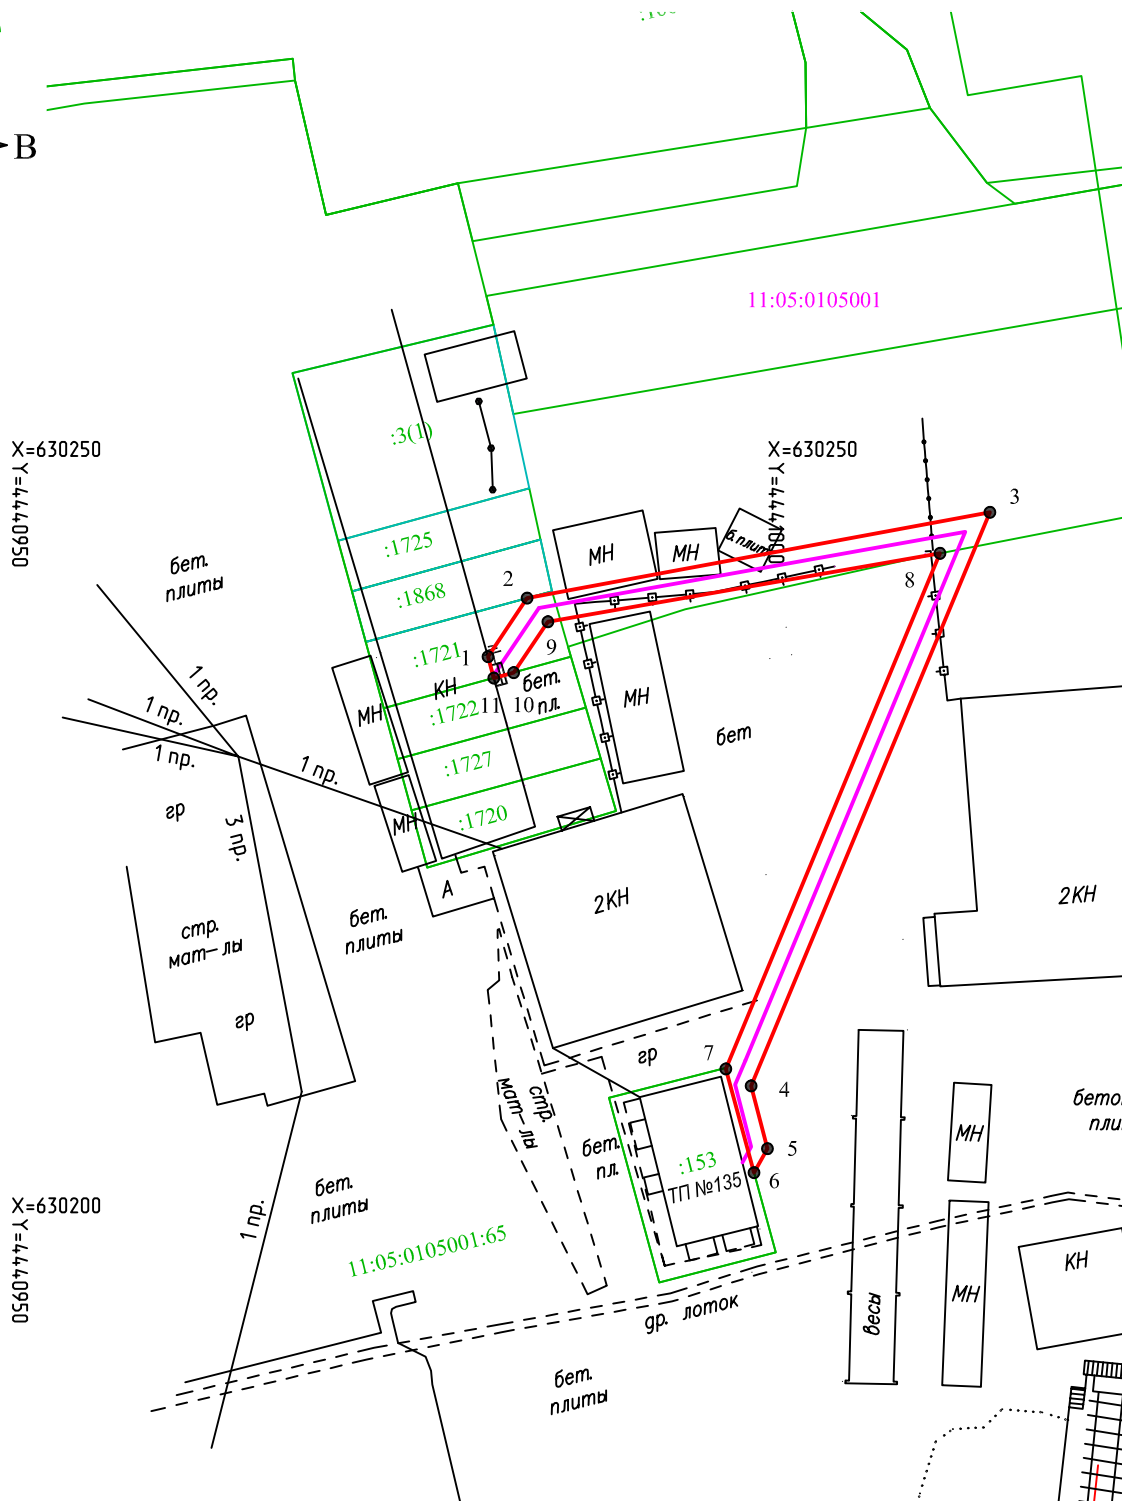 В
11:05:0105001
:3(1)
X=630250
Y=4440950
X=630250
3
:1725
бет.
плиты
МН
МН
б.плит
2
8
:1868
:1721
1
9
КН
бет.
пл.
11
10
:1722
МН
МН
1 пр.
1 пр.
1 пр.
1 пр.
бет
:1727
:1720
гр
3 пр.
МН
А
2КН
2КН
стр.
мат-лы
бет.
плиты
гр
гр
7
4
стр.
мат-лы
бет.
пл.
5
:153
ТП №135
6
МН
X=630200
Y=4440950
бет.
плиты
1 пр.
11:05:0105001:65
КН
МН
весы
др. лоток
бет.
плиты